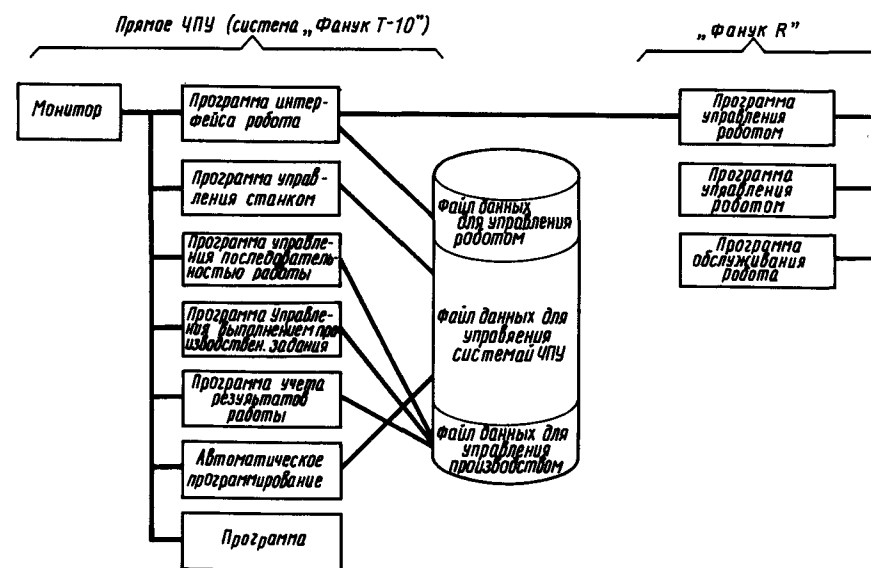 Прямое ЧПУ (система „Фанук Т-10")
„Фанук R"
Монитор
Программа интер-
фейса робота
Программа управ-
ления станком
Программа управле-
ния последователь-
ностью работы
Программа Управле-
ния выполнением про-
изводствен. задания
Программа учета
результатов
работы
Автоматическое
программирование
Программа
Файл данных
для управления
роботом
Файл данных для
управяения
системай ЧПУ
Файл данных для
управления
производством
Программа
управления
роботом
Программа
упяавления
роботом
Программа
обслуживания
робота